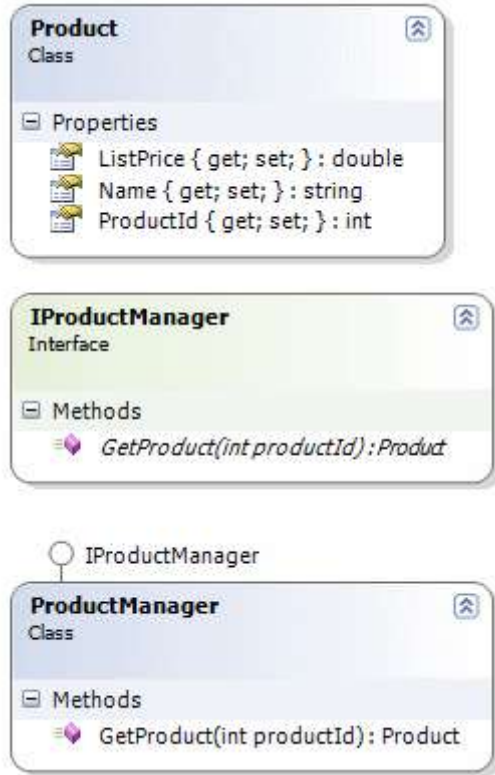 Product
Class
Properties
ListPrice { get; set; } : double
Name { get; set; } : string
ProductId { get; set; } : int
IProductManager
Interface
Methods
GetProduct(int productId) : Product
IProductManager
ProductManager
Class
Methods
GetProduct(int productId) : Product